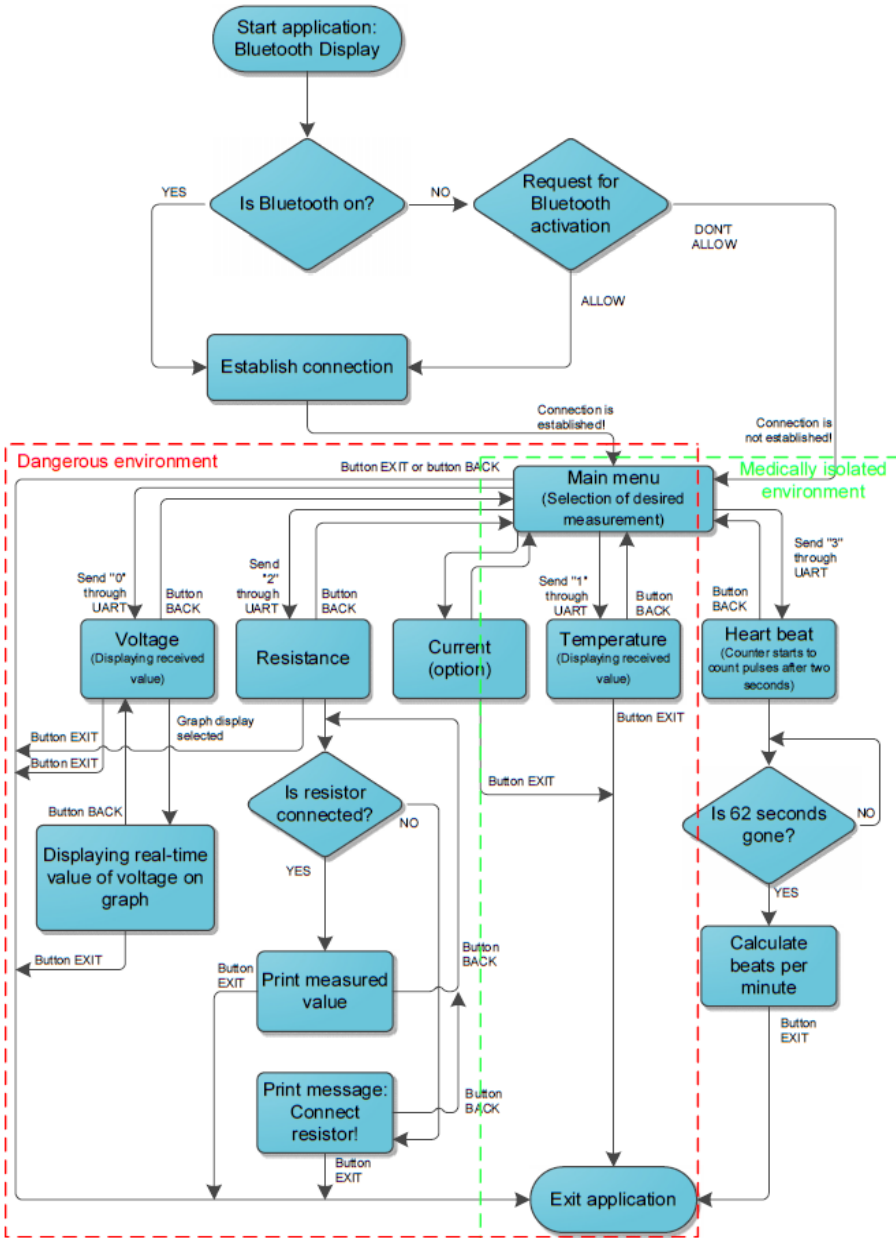 Start application:
Bluetooth Display
YES
Is Bluetooth on?
NO
Request for
Bluetooth
activation
DON'T
ALLOW
ALLOW
Establish connection
Connection is
established!
Connection is
not established!
Dangerous environment
Button EXIT or button BACK
Main menu
(Selection of desired
measurement)
Medically isolated
environment
Send "0"
through
UART
Button
BACK
Send
"2"
through
UART
Button
BACK
Send "1"
through
UART
Button
BACK
Button
BACK
Send "3"
through
UART
Voltage
(Displaying received
value)
Resistance
Current
(option)
Temperature
(Displaying received
value)
Heart beat
(Counter starts to
count pulses after two
seconds)
Button EXIT
Graph display
selected
Button EXIT
Button EXIT
Button EXIT
Button BACK
Is resistor
connected?
NO
YES
Is 62 seconds
gone?
NO
YES
Displaying real-time
value of voltage on
graph
Button EXIT
Button
EXIT
Print measured
value
Button
BACK
Calculate
beats per
minute
Button
EXIT
Print message:
Connect
resistor!
Button
BACK
Button
EXIT
Exit application